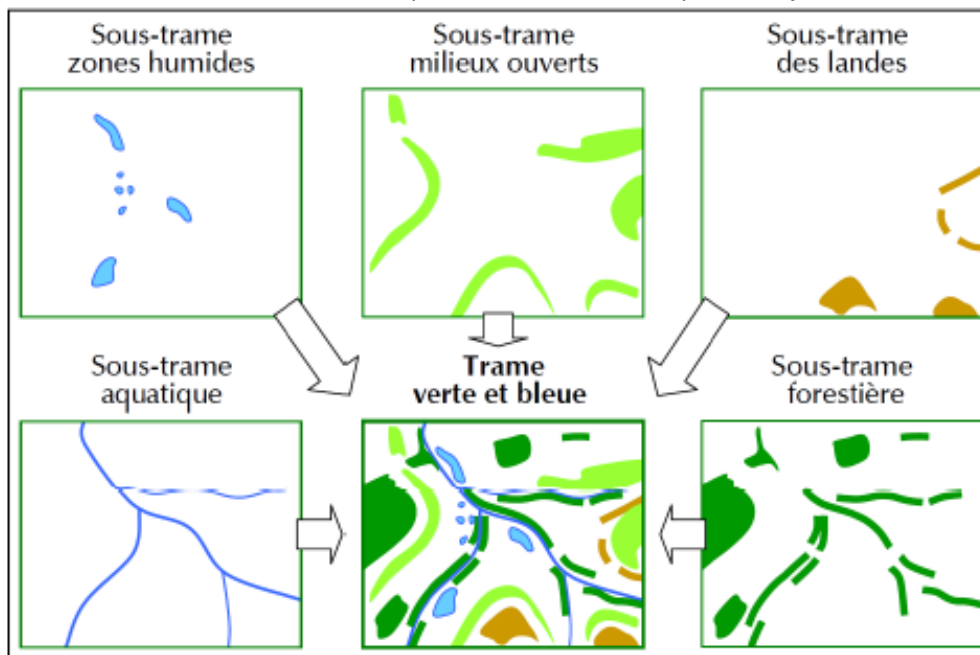 Sous-trame
zones humides
Sous-trame
milieux ouverts
Sous-trame
des landes
Sous-trame
aquatique
Trame
verte et bleue
Sous-trame
forestière